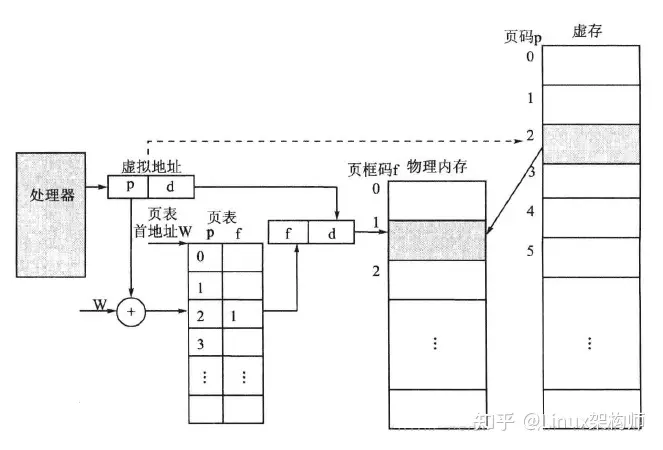 页码p 虚存
0
1
2
3
4
5
⋮
处理器
虚拟地址
p d
页框码f 物理内存
0
1
2
⋮
页表
首地址W
页表
p f
0
1
2 1
3
⋮ ⋮
f d
W
+
知乎 @Linux架构师